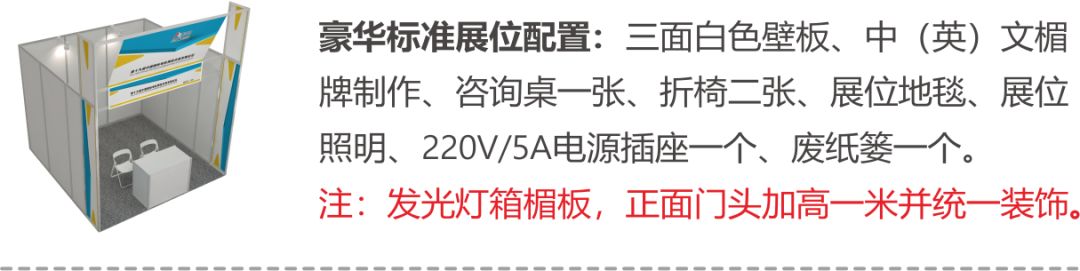 豪华标准展位配置：三面白色壁板、中（英）文楣
牌制作、咨询桌一张、折椅二张、展位地毯、展位
照明、220V/5A电源插座一个、废纸篓一个。
注：发光灯箱楣板，正面门头加高一米并统一装饰。